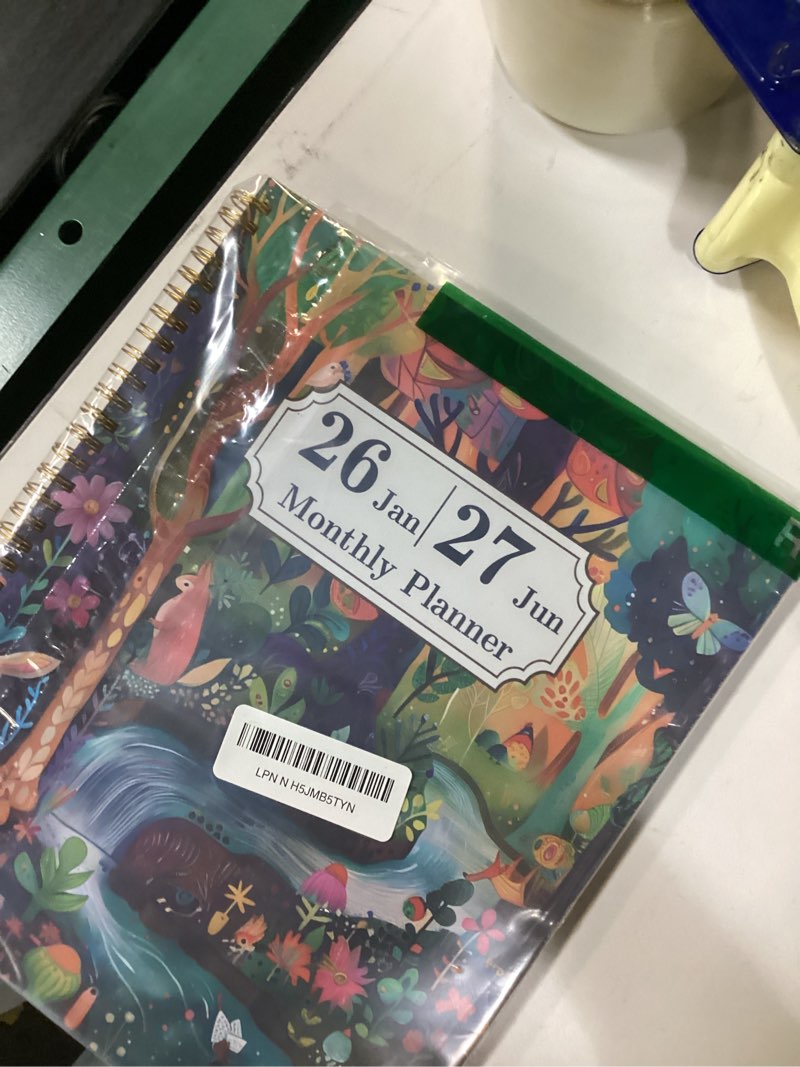 26 Jan | 27 Jun
Monthly Planner
LPN N H5JMB5TYN